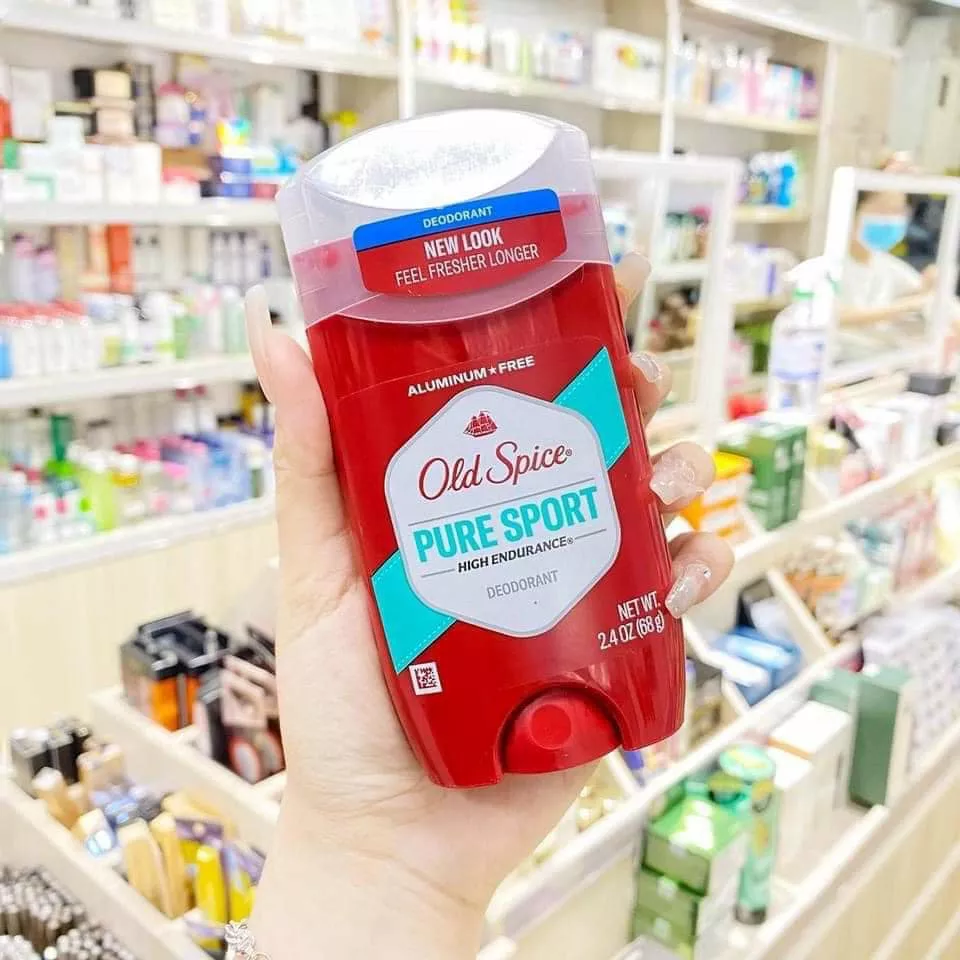 DEODORANT
NEW LOOK
FEEL FRESHER LONGER
ALUMINUM★FREE
Old Spice®
PURE SPORT
HIGH ENDURANCE®
DEODORANT
NET WT.
2.4 OZ (68 g)